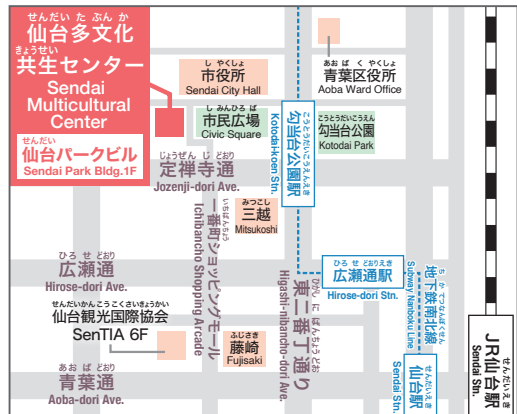 せんだい た ぶん か
仙台多文化
きょうせい
共生センター
Sendai
Multicultural
Center
せんだい
仙台パークビル
Sendai Park Bldg.1F
し やくしょ
市役所
Sendai City Hall
あお ば く やくしょ
青葉区役所
Aoba Ward Office
し みんひろ ば
市民広場
Civic Square
こうとうだいこうえんえき
勾当台公園駅
Kotodai-koen Stn.
こうとうだいこうえん
勾当台公園
Kotodai Park
じょうぜん じ どおり
定禅寺通
Jozenji-dori Ave.
いちばんちょう
一番町ショッピングモール
Ichibancho Shopping Arcade
みつこし
三越
Mitsukoshi
ひろ せ どおり
広瀬通
Hirose-dori Ave.
ひがし に ばんちょうどお
東二番丁通り
Higashi-nibancho-dori Ave.
ひろ せ どおりえき
広瀬通駅
Hirose-dori Stn.
ち か てつなんぼくせん
地下鉄南北線
Subway Nanboku Line
せんだいかんこうこくさいきょうかい
仙台観光国際協会
SenTIA 6F
ふじさき
藤崎
Fujisaki
あお ば どおり
青葉通
Aoba-dori Ave.
せんだいえき
仙台駅
Sendai Stn.
せんだいえき
JR仙台駅
Sendai Stn.